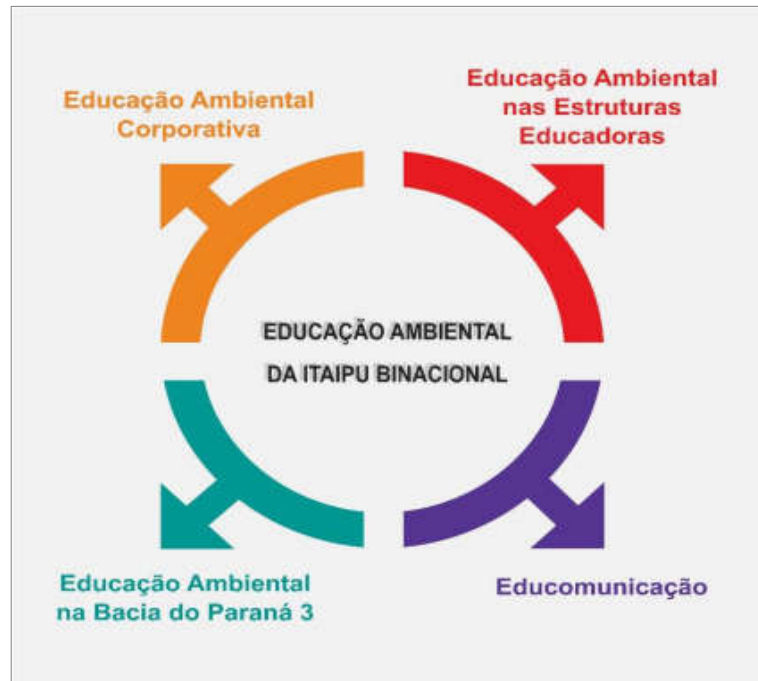 Educação Ambiental
Corporativa
Educação Ambiental
nas Estruturas
Educadoras
EDUCAÇÃO AMBIENTAL
DA ITAIPU BINACIONAL
Educação Ambiental
na Bacia do Paraná 3
Educomunicação